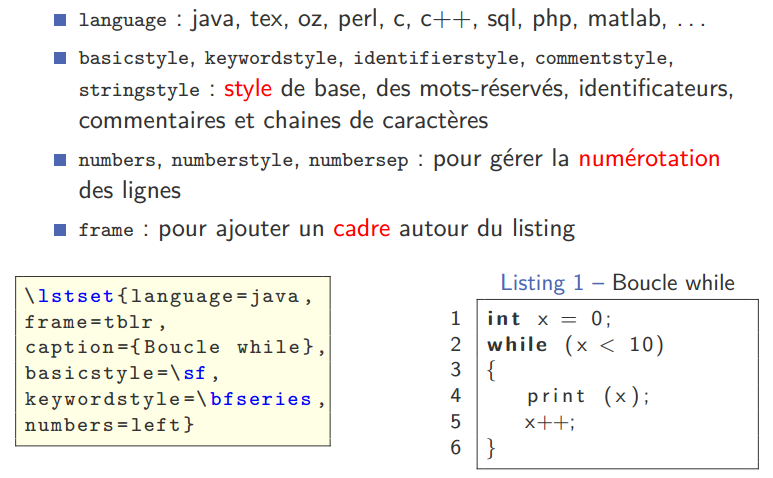 language : java, tex, oz, perl, c, c++, sql, php, matlab, ...
basicstyle, keywordstyle, identifierstyle, commentstyle,
stringstyle : style de base, des mots-réservés, identificateurs,
commentaires et chaines de caractères
numbers, numberstyle, numbersep : pour gérer la numérotation
des lignes
frame : pour ajouter un cadre autour du listing
\lstset{language=java,
frame=tblr,
caption={Boucle while},
basicstyle=\sf,
keywordstyle=\bfseries,
numbers=left}
Listing 1 – Boucle while
1 int x = 0;
2 while (x < 10)
3 {
4 print (x);
5 x++;
6 }